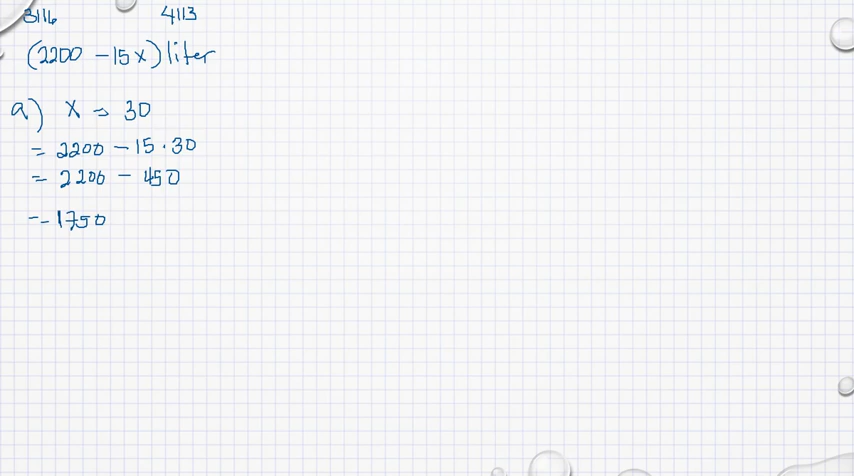 3116 4113
(2200 - 15x) liter
a) x => 30
= 2200 - 15 · 30
= 2200 - 450
= 1750